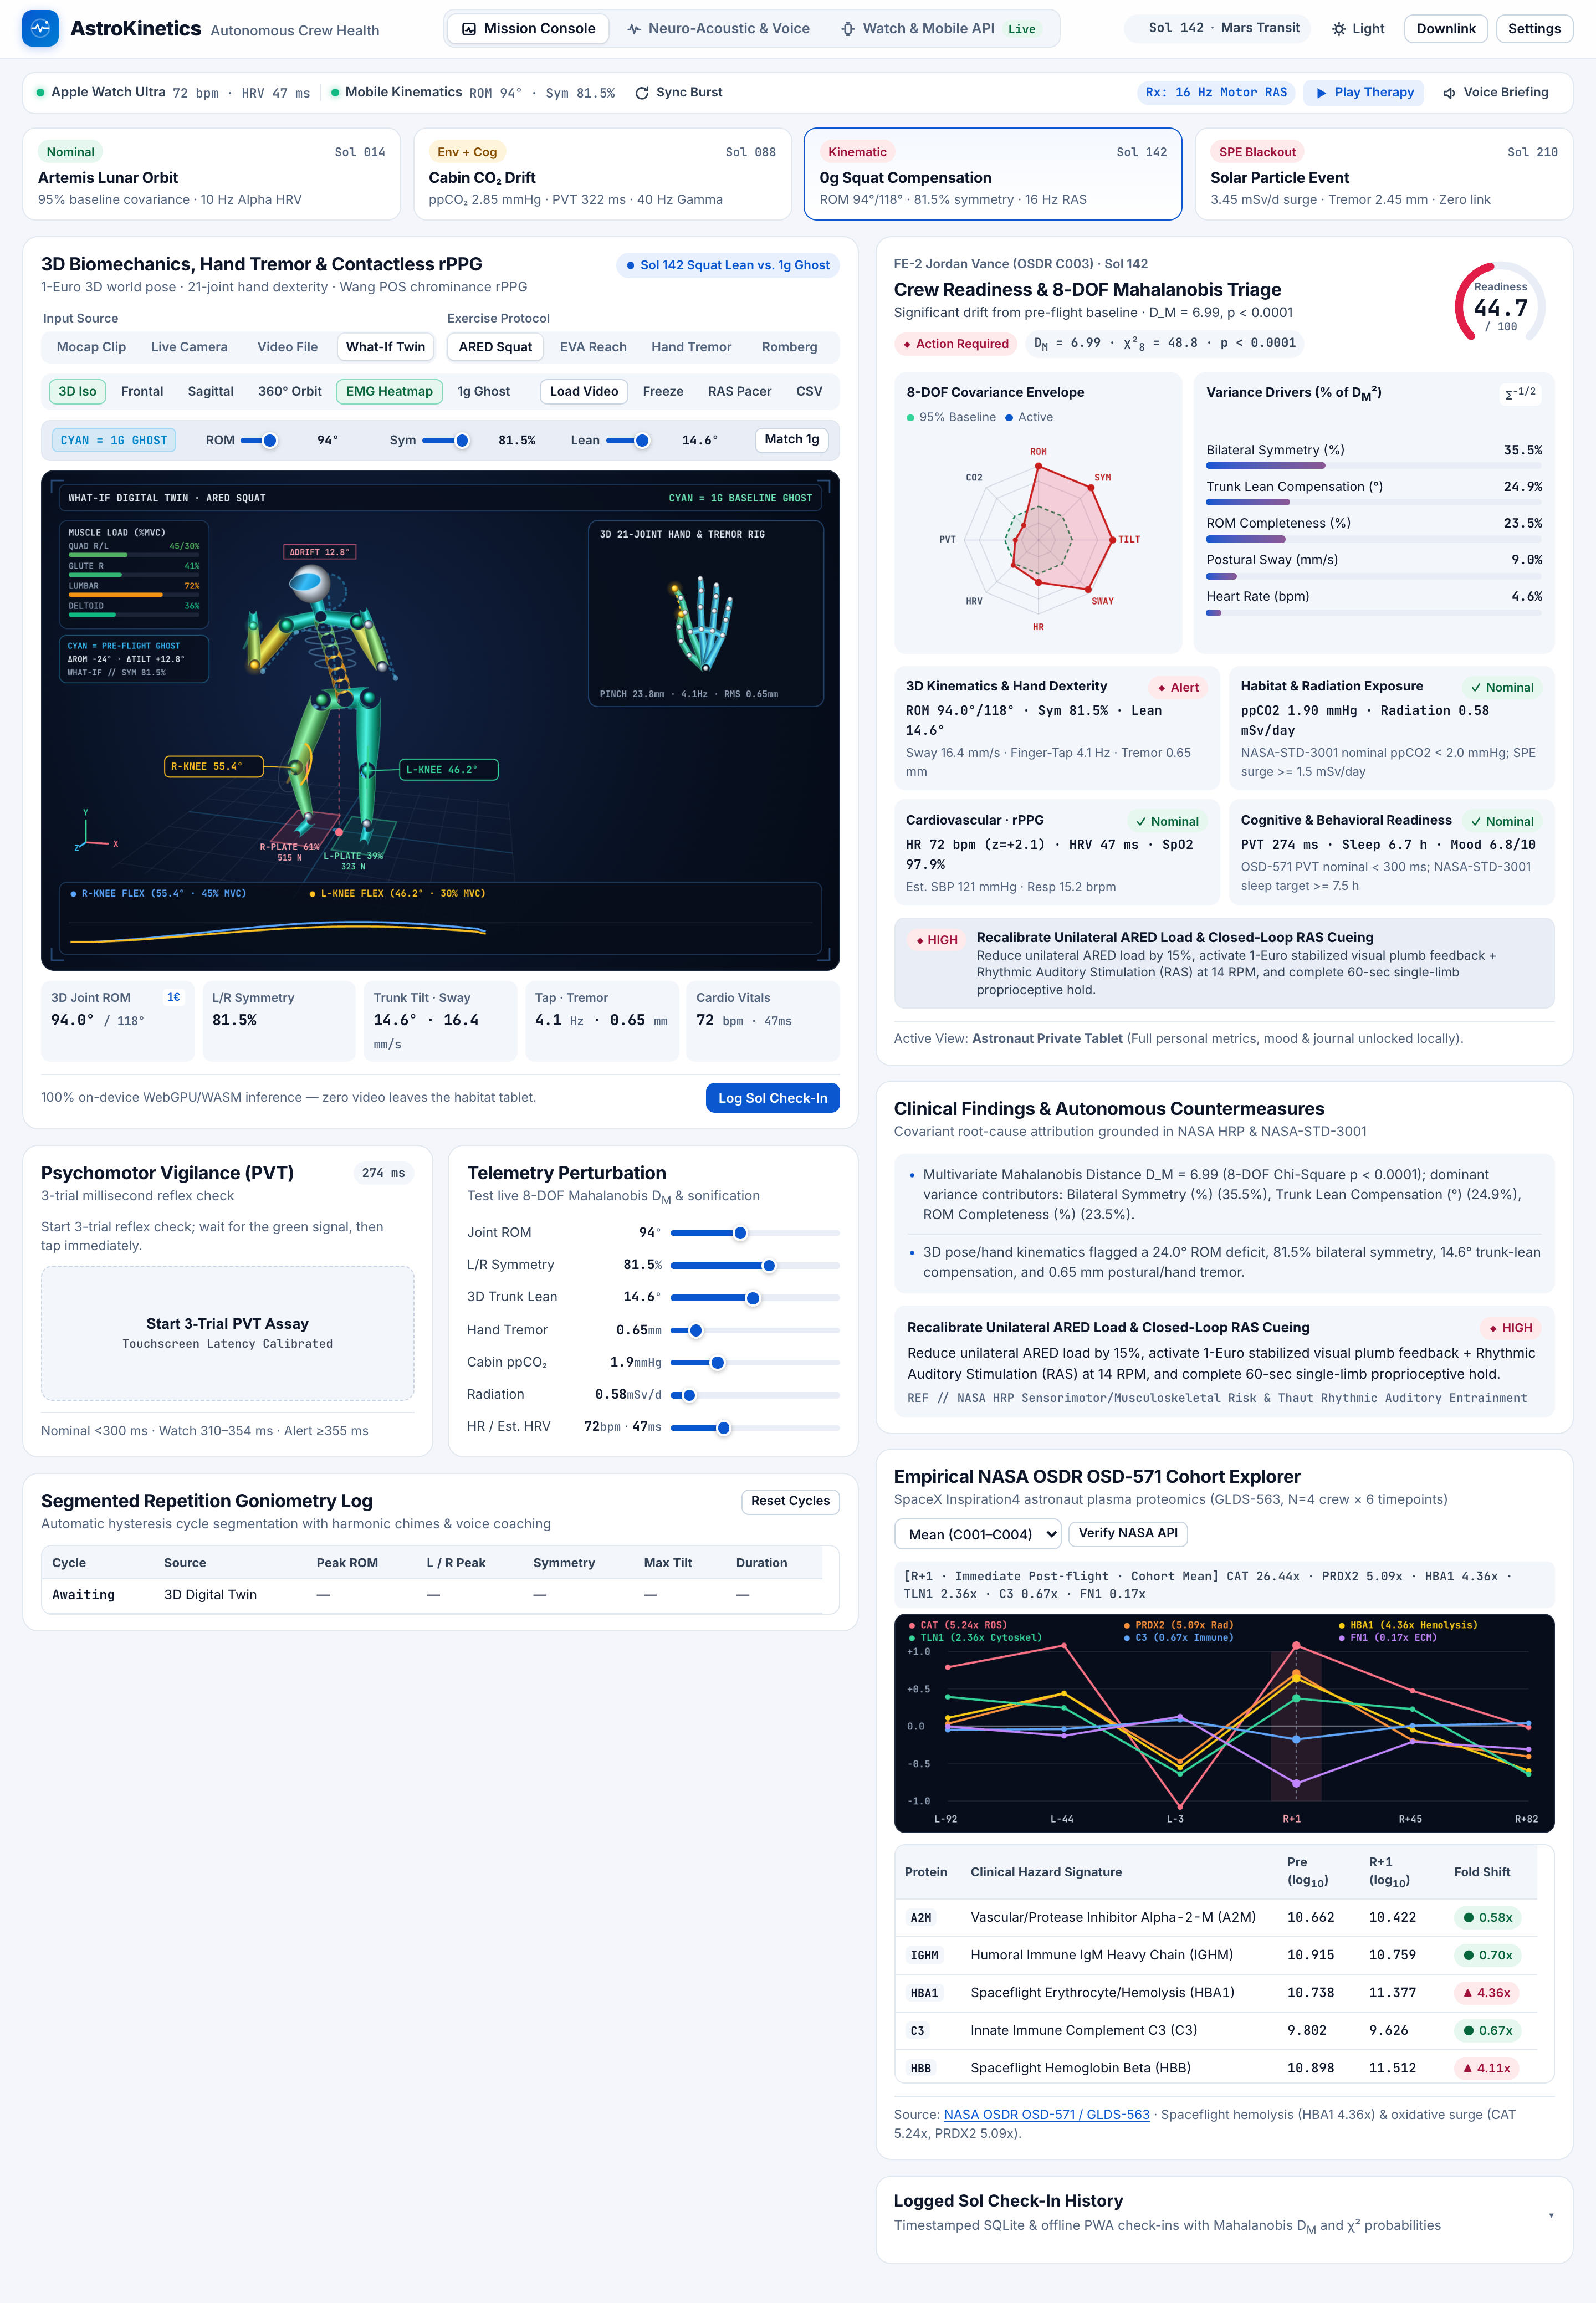 AstroKinetics Autonomous Crew Health
Mission Console
Neuro-Acoustic & Voice
Watch & Mobile API Live
Sol 142 · Mars Transit
Light
Downlink
Settings
Apple Watch Ultra 72 bpm · HRV 47 ms
Mobile Kinematics ROM 94° · Sym 81.5%
Sync Burst
Rx: 16 Hz Motor RAS
Play Therapy
Voice Briefing
Nominal Sol 014
Artemis Lunar Orbit
95% baseline covariance · 10 Hz Alpha HRV
Env + Cog Sol 088
Cabin CO₂ Drift
ppCO₂ 2.85 mmHg · PVT 322 ms · 40 Hz Gamma
Kinematic Sol 142
0g Squat Compensation
ROM 94°/118° · 81.5% symmetry · 16 Hz RAS
SPE Blackout Sol 210
Solar Particle Event
3.45 mSv/d surge · Tremor 2.45 mm · Zero link
3D Biomechanics, Hand Tremor & Contactless rPPG
Sol 142 Squat Lean vs. 1g Ghost
1-Euro 3D world pose · 21-joint hand dexterity · Wang POS chrominance rPPG
Input Source
Exercise Protocol
Mocap Clip Live Camera Video File What-If Twin
ARED Squat EVA Reach Hand Tremor Romberg
3D Iso Frontal Sagittal 360° Orbit EMG Heatmap 1g Ghost Load Video Freeze RAS Pacer CSV
CYAN = 1G GHOST ROM 94° Sym 81.5% Lean 14.6° Match 1g
WHAT-IF DIGITAL TWIN · ARED SQUAT
CYAN = 1G BASELINE GHOST
MUSCLE LOAD (%MVC)
QUAD R/L 45/30%
GLUTE R 41%
LUMBAR 72%
DELTOID 36%
CYAN = PRE-FLIGHT GHOST
ΔROM -24° · ΔTILT +12.8°
WHAT-IF // SYM 81.5%
ΔDRIFT 12.8°
3D 21-JOINT HAND & TREMOR RIG
PINCH 23.8mm · 4.1Hz · RMS 0.65mm
R-KNEE 55.4°
L-KNEE 46.2°
Y
X
Z
R-PLATE 61%
515 N
L-PLATE 39%
323 N
R-KNEE FLEX (55.4° · 45% MVC)
L-KNEE FLEX (46.2° · 30% MVC)
3D Joint ROM 1€
94.0° / 118°
L/R Symmetry
81.5%
Trunk Tilt · Sway
14.6° · 16.4
mm/s
Tap · Tremor
4.1 Hz · 0.65 mm
Cardio Vitals
72 bpm · 47ms
100% on-device WebGPU/WASM inference — zero video leaves the habitat tablet.
Log Sol Check-In
Psychomotor Vigilance (PVT) 274 ms
3-trial millisecond reflex check
Start 3-trial reflex check; wait for the green signal, then
tap immediately.
Start 3-Trial PVT Assay
Touchscreen Latency Calibrated
Nominal <300 ms · Watch 310–354 ms · Alert ≥355 ms
Telemetry Perturbation
Test live 8-DOF Mahalanobis D_M & sonification
Joint ROM 94°
L/R Symmetry 81.5%
3D Trunk Lean 14.6°
Hand Tremor 0.65mm
Cabin ppCO₂ 1.9mmHg
Radiation 0.58mSv/d
HR / Est. HRV 72bpm · 47ms
Segmented Repetition Goniometry Log
Reset Cycles
Automatic hysteresis cycle segmentation with harmonic chimes & voice coaching
Cycle Source Peak ROM L / R Peak Symmetry Max Tilt Duration
Awaiting 3D Digital Twin — — — — —
FE-2 Jordan Vance (OSDR C003) · Sol 142
Crew Readiness & 8-DOF Mahalanobis Triage
Significant drift from pre-flight baseline · D_M = 6.99, p < 0.0001
Action Required
D_M = 6.99 · χ²₈ = 48.8 · p < 0.0001
Readiness
44.7
/ 100
8-DOF Covariance Envelope
95% Baseline Active
ROM
SYM
TILT
SWAY
HR
HRV
PVT
CO2
Variance Drivers (% of D_M²)
Σ⁻¹/²
Bilateral Symmetry (%) 35.5%
Trunk Lean Compensation (°) 24.9%
ROM Completeness (%) 23.5%
Postural Sway (mm/s) 9.0%
Heart Rate (bpm) 4.6%
3D Kinematics & Hand Dexterity Alert
ROM 94.0°/118° · Sym 81.5% · Lean
14.6°
Sway 16.4 mm/s · Finger-Tap 4.1 Hz · Tremor 0.65
mm
Habitat & Radiation Exposure ✓ Nominal
ppCO2 1.90 mmHg · Radiation 0.58
mSv/day
NASA-STD-3001 nominal ppCO2 < 2.0 mmHg; SPE
surge >= 1.5 mSv/day
Cardiovascular · rPPG ✓ Nominal
HR 72 bpm (z=+2.1) · HRV 47 ms · SpO2
97.9%
Est. SBP 121 mmHg · Resp 15.2 brpm
Cognitive & Behavioral Readiness ✓ Nominal
PVT 274 ms · Sleep 6.7 h · Mood 6.8/10
OSD-571 PVT nominal < 300 ms; NASA-STD-3001
sleep target >= 7.5 h
HIGH
Recalibrate Unilateral ARED Load & Closed-Loop RAS Cueing
Reduce unilateral ARED load by 15%, activate 1-Euro stabilized visual plumb feedback +
Rhythmic Auditory Stimulation (RAS) at 14 RPM, and complete 60-sec single-limb
proprioceptive hold.
Active View: Astronaut Private Tablet (Full personal metrics, mood & journal unlocked locally).
Clinical Findings & Autonomous Countermeasures
Covariant root-cause attribution grounded in NASA HRP & NASA-STD-3001
• Multivariate Mahalanobis Distance D_M = 6.99 (8-DOF Chi-Square p < 0.0001); dominant
variance contributors: Bilateral Symmetry (%) (35.5%), Trunk Lean Compensation (°) (24.9%),
ROM Completeness (%) (23.5%).
• 3D pose/hand kinematics flagged a 24.0° ROM deficit, 81.5% bilateral symmetry, 14.6° trunk-lean
compensation, and 0.65 mm postural/hand tremor.
Recalibrate Unilateral ARED Load & Closed-Loop RAS Cueing HIGH
Reduce unilateral ARED load by 15%, activate 1-Euro stabilized visual plumb feedback + Rhythmic
Auditory Stimulation (RAS) at 14 RPM, and complete 60-sec single-limb proprioceptive hold.
REF // NASA HRP Sensorimotor/Musculoskeletal Risk & Thaut Rhythmic Auditory Entrainment
Empirical NASA OSDR OSD-571 Cohort Explorer
SpaceX Inspiration4 astronaut plasma proteomics (GLDS-563, N=4 crew × 6 timepoints)
Mean (C001–C004)
Verify NASA API
[R+1 · Immediate Post-flight · Cohort Mean] CAT 26.44x · PRDX2 5.09x · HBA1 4.36x ·
TLN1 2.36x · C3 0.67x · FN1 0.17x
CAT (5.24x ROS) PRDX2 (5.09x Rad) HBA1 (4.36x Hemolysis)
TLN1 (2.36x Cytoskel) C3 (0.67x Immune) FN1 (0.17x ECM)
+1.0
+0.5
0.0
-0.5
-1.0
L-92 L-44 L-3 R+1 R+45 R+82
Protein Clinical Hazard Signature Pre (log₁₀) R+1 (log₁₀) Fold Shift
A2M Vascular/Protease Inhibitor Alpha-2-M (A2M) 10.662 10.422 0.58x
IGHM Humoral Immune IgM Heavy Chain (IGHM) 10.915 10.759 0.70x
HBA1 Spaceflight Erythrocyte/Hemolysis (HBA1) 10.738 11.377 ▲ 4.36x
C3 Innate Immune Complement C3 (C3) 9.802 9.626 0.67x
HBB Spaceflight Hemoglobin Beta (HBB) 10.898 11.512 ▲ 4.11x
Source: NASA OSDR OSD-571 / GLDS-563 · Spaceflight hemolysis (HBA1 4.36x) & oxidative surge (CAT
5.24x, PRDX2 5.09x).
Logged Sol Check-In History
Timestamped SQLite & offline PWA check-ins with Mahalanobis D_M and χ² probabilities